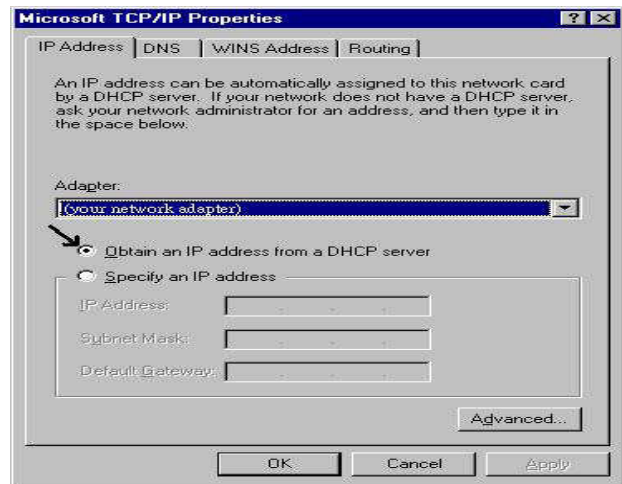 Microsoft TCP/IP Properties
IP Address DNS WINS Address Routing
An IP address can be automatically assigned to this network card
by a DHCP server. If your network does not have a DHCP server,
ask your network administrator for an address, and then type it in
the space below.
Adapter:
(your network adapter)
Obtain an IP address from a DHCP server
Specify an IP address
IP Address:
Subnet Mask:
Default Gateway:
Advanced...
OK Cancel Apply